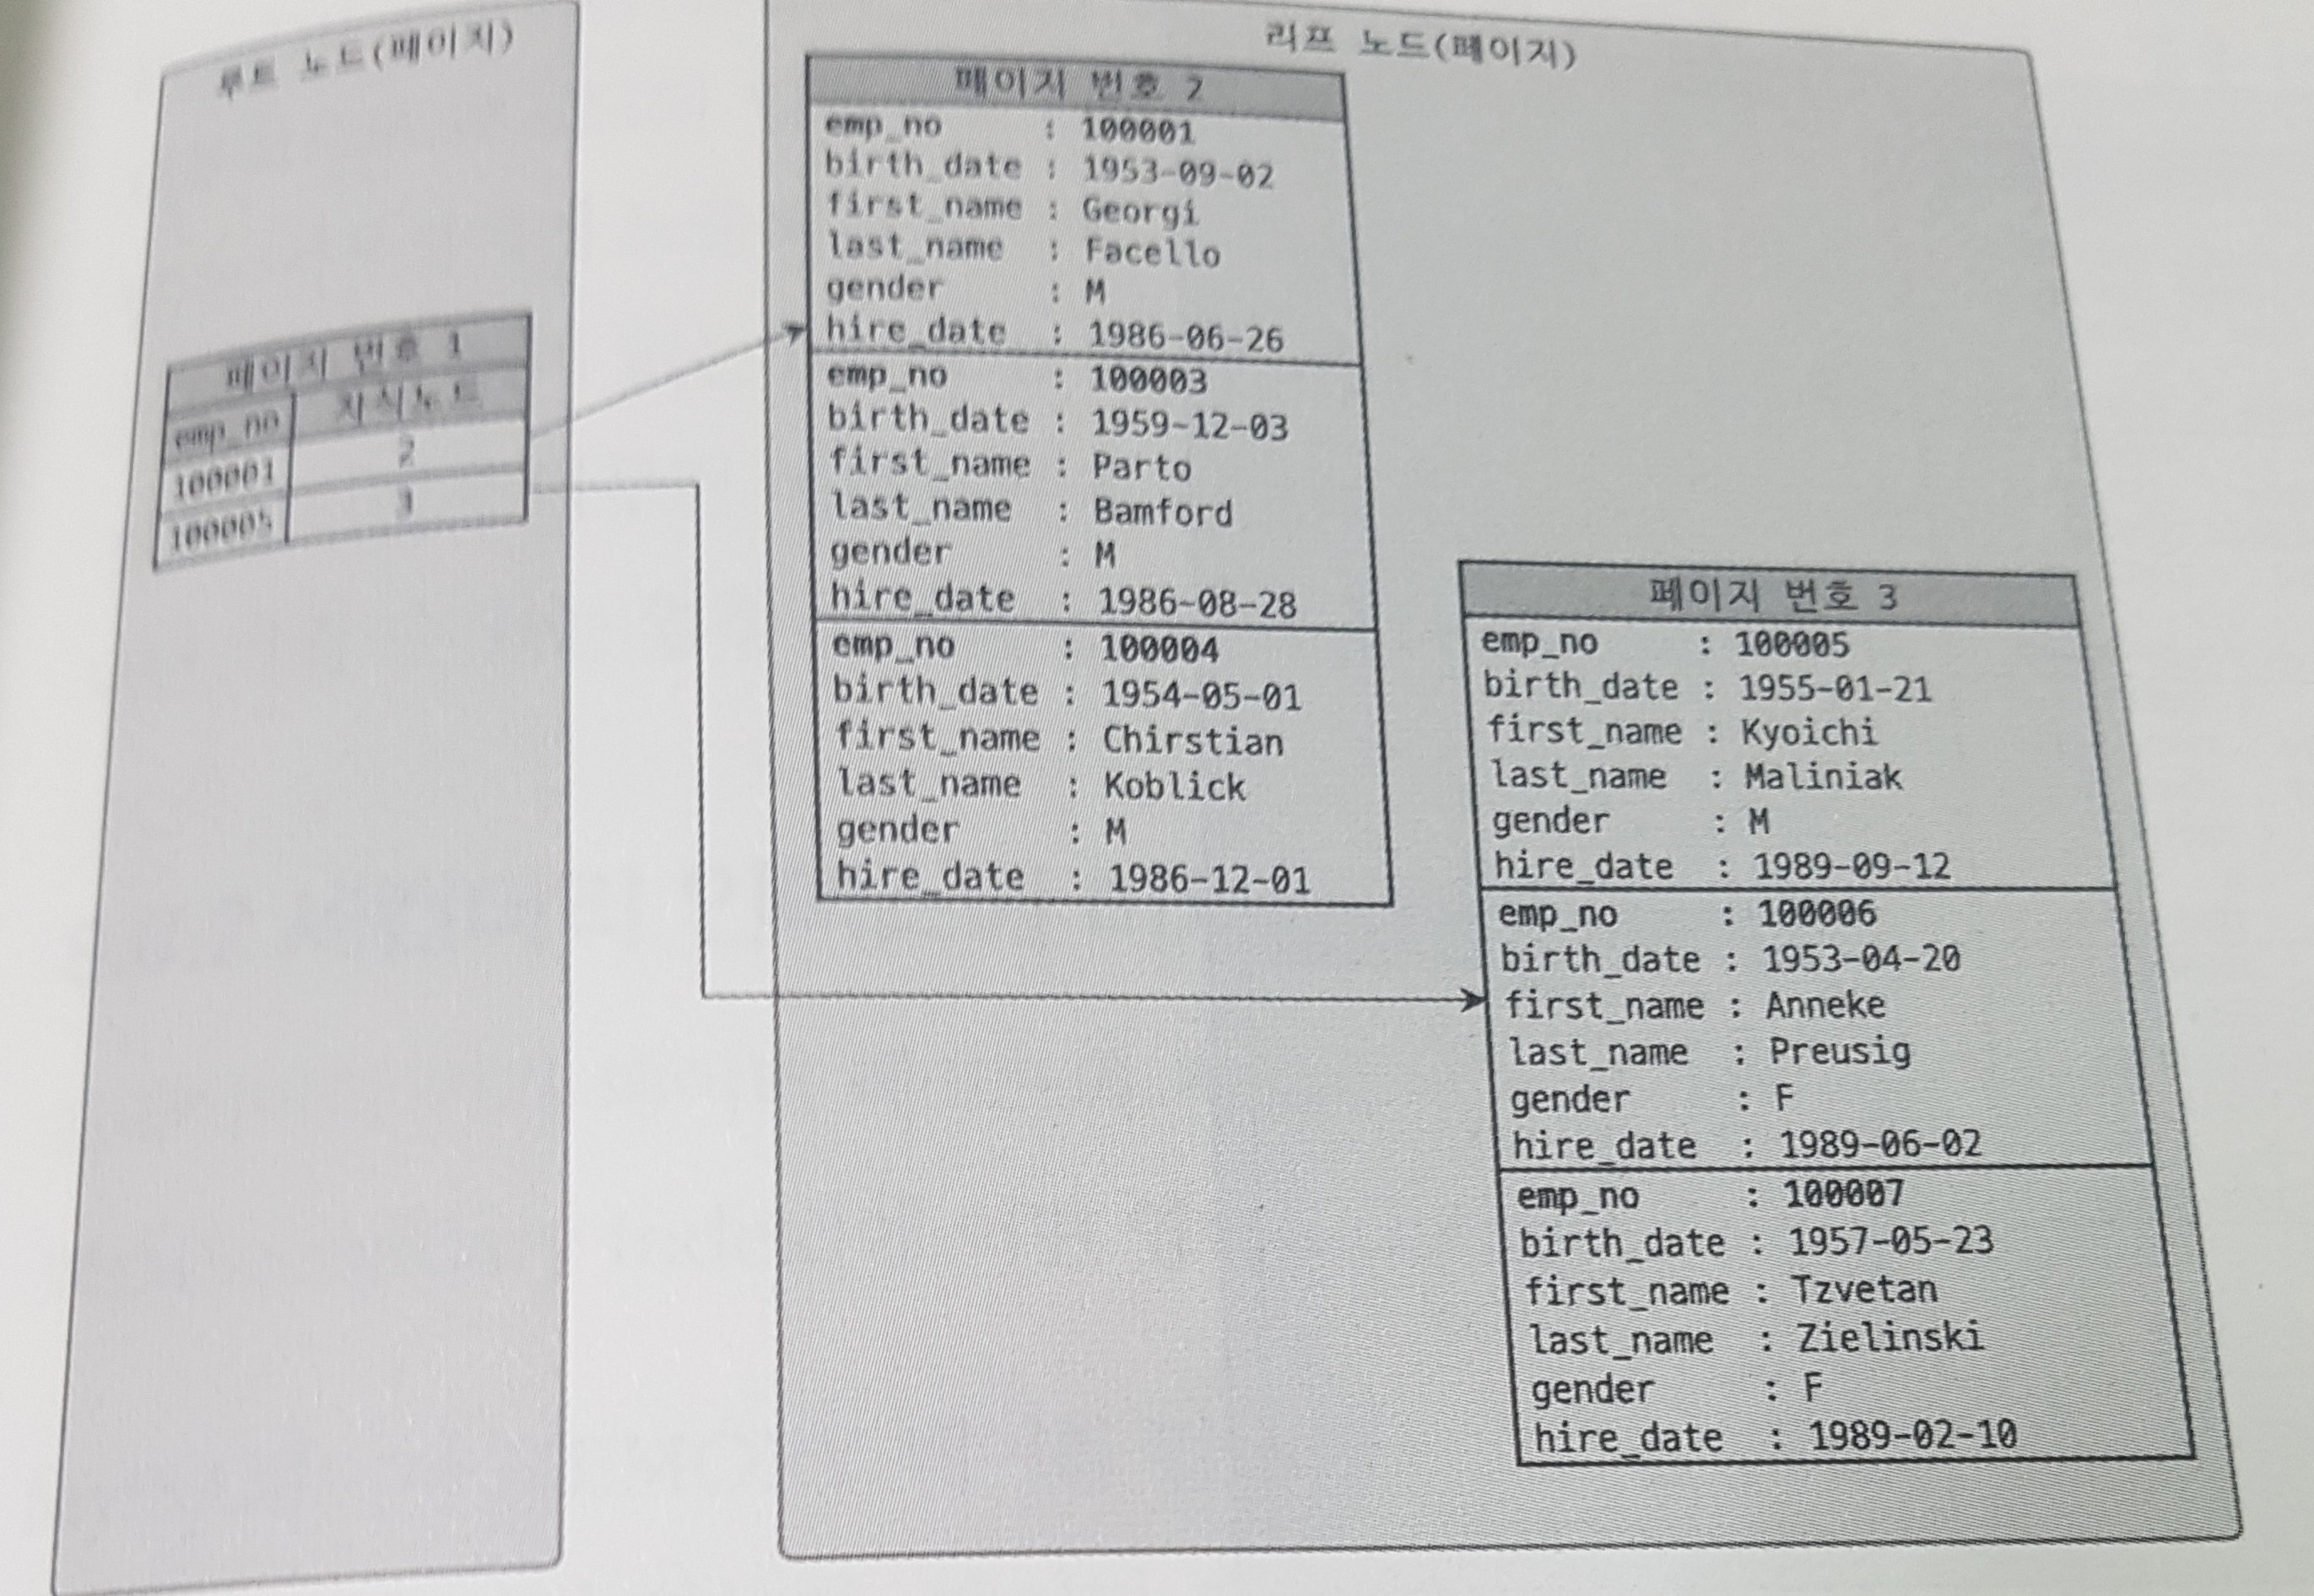 루트 노드(페이지)
페이지 번호 1
emp_no 자식노드
100001 2
100005 3
리프 노드(페이지)
페이지 번호 2
emp_no : 100001
birth_date : 1953-09-02
first_name : Georgi
last_name : Facello
gender : M
hire_date : 1986-06-26
emp_no : 100003
birth_date : 1959-12-03
first_name : Parto
last_name : Bamford
gender : M
hire_date : 1986-08-28
emp_no : 100004
birth_date : 1954-05-01
first_name : Chirstian
last_name : Koblick
gender : M
hire_date : 1986-12-01
페이지 번호 3
emp_no : 100005
birth_date : 1955-01-21
first_name : Kyoichi
last_name : Maliniak
gender : M
hire_date : 1989-09-12
emp_no : 100006
birth_date : 1953-04-20
first_name : Anneke
last_name : Preusig
gender : F
hire_date : 1989-06-02
emp_no : 100007
birth_date : 1957-05-23
first_name : Tzvetan
last_name : Zielinski
gender : F
hire_date : 1989-02-10